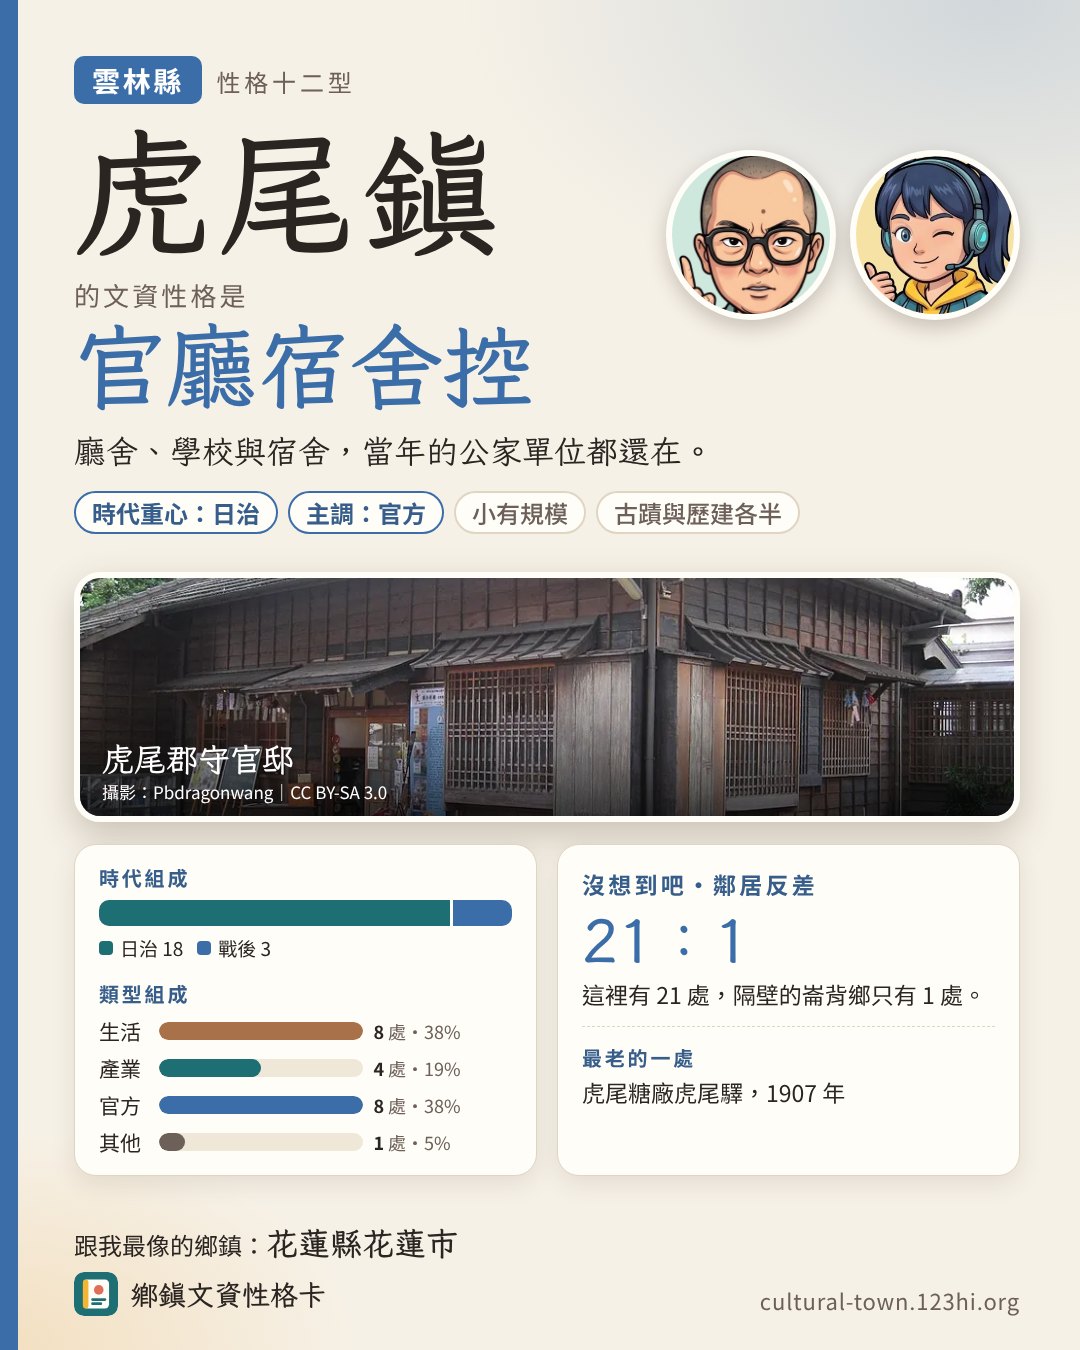 雲林縣 性格十二型
虎尾鎮
的文資性格是
官廳宿舍控
廳舍、學校與宿舍，當年的公家單位都還在。
時代重心：日治 主調：官方 小有規模 古蹟與歷建各半
虎尾郡守官邸
攝影：Pbdragonwang｜CC BY-SA 3.0
時代組成
日治 18 戰後 3
類型組成
生活 8 處・38%
產業 4 處・19%
官方 8 處・38%
其他 1 處・5%
沒想到吧・鄰居反差
21：1
這裡有 21 處，隔壁的崙背鄉只有 1 處。
最老的一處
虎尾糖廠虎尾驛，1907 年
跟我最像的鄉鎮：花蓮縣花蓮市
鄉鎮文資性格卡
cultural-town.123hi.org